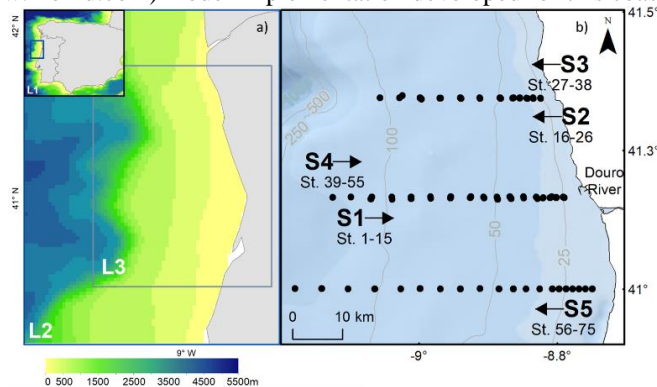 42° N
41° N
L1
a)
L3
L2
9° W
0 500 1500 2500 3500 4500 5500m
b)
N
41.5°
41.3°
41°
S3
St. 27-38
S2
St. 16-26
Douro
River
S4
St. 39-55
S1
St. 1-15
S5
St. 56-75
250
-500
100
50
25
0 10 km
-9°
-8.8°